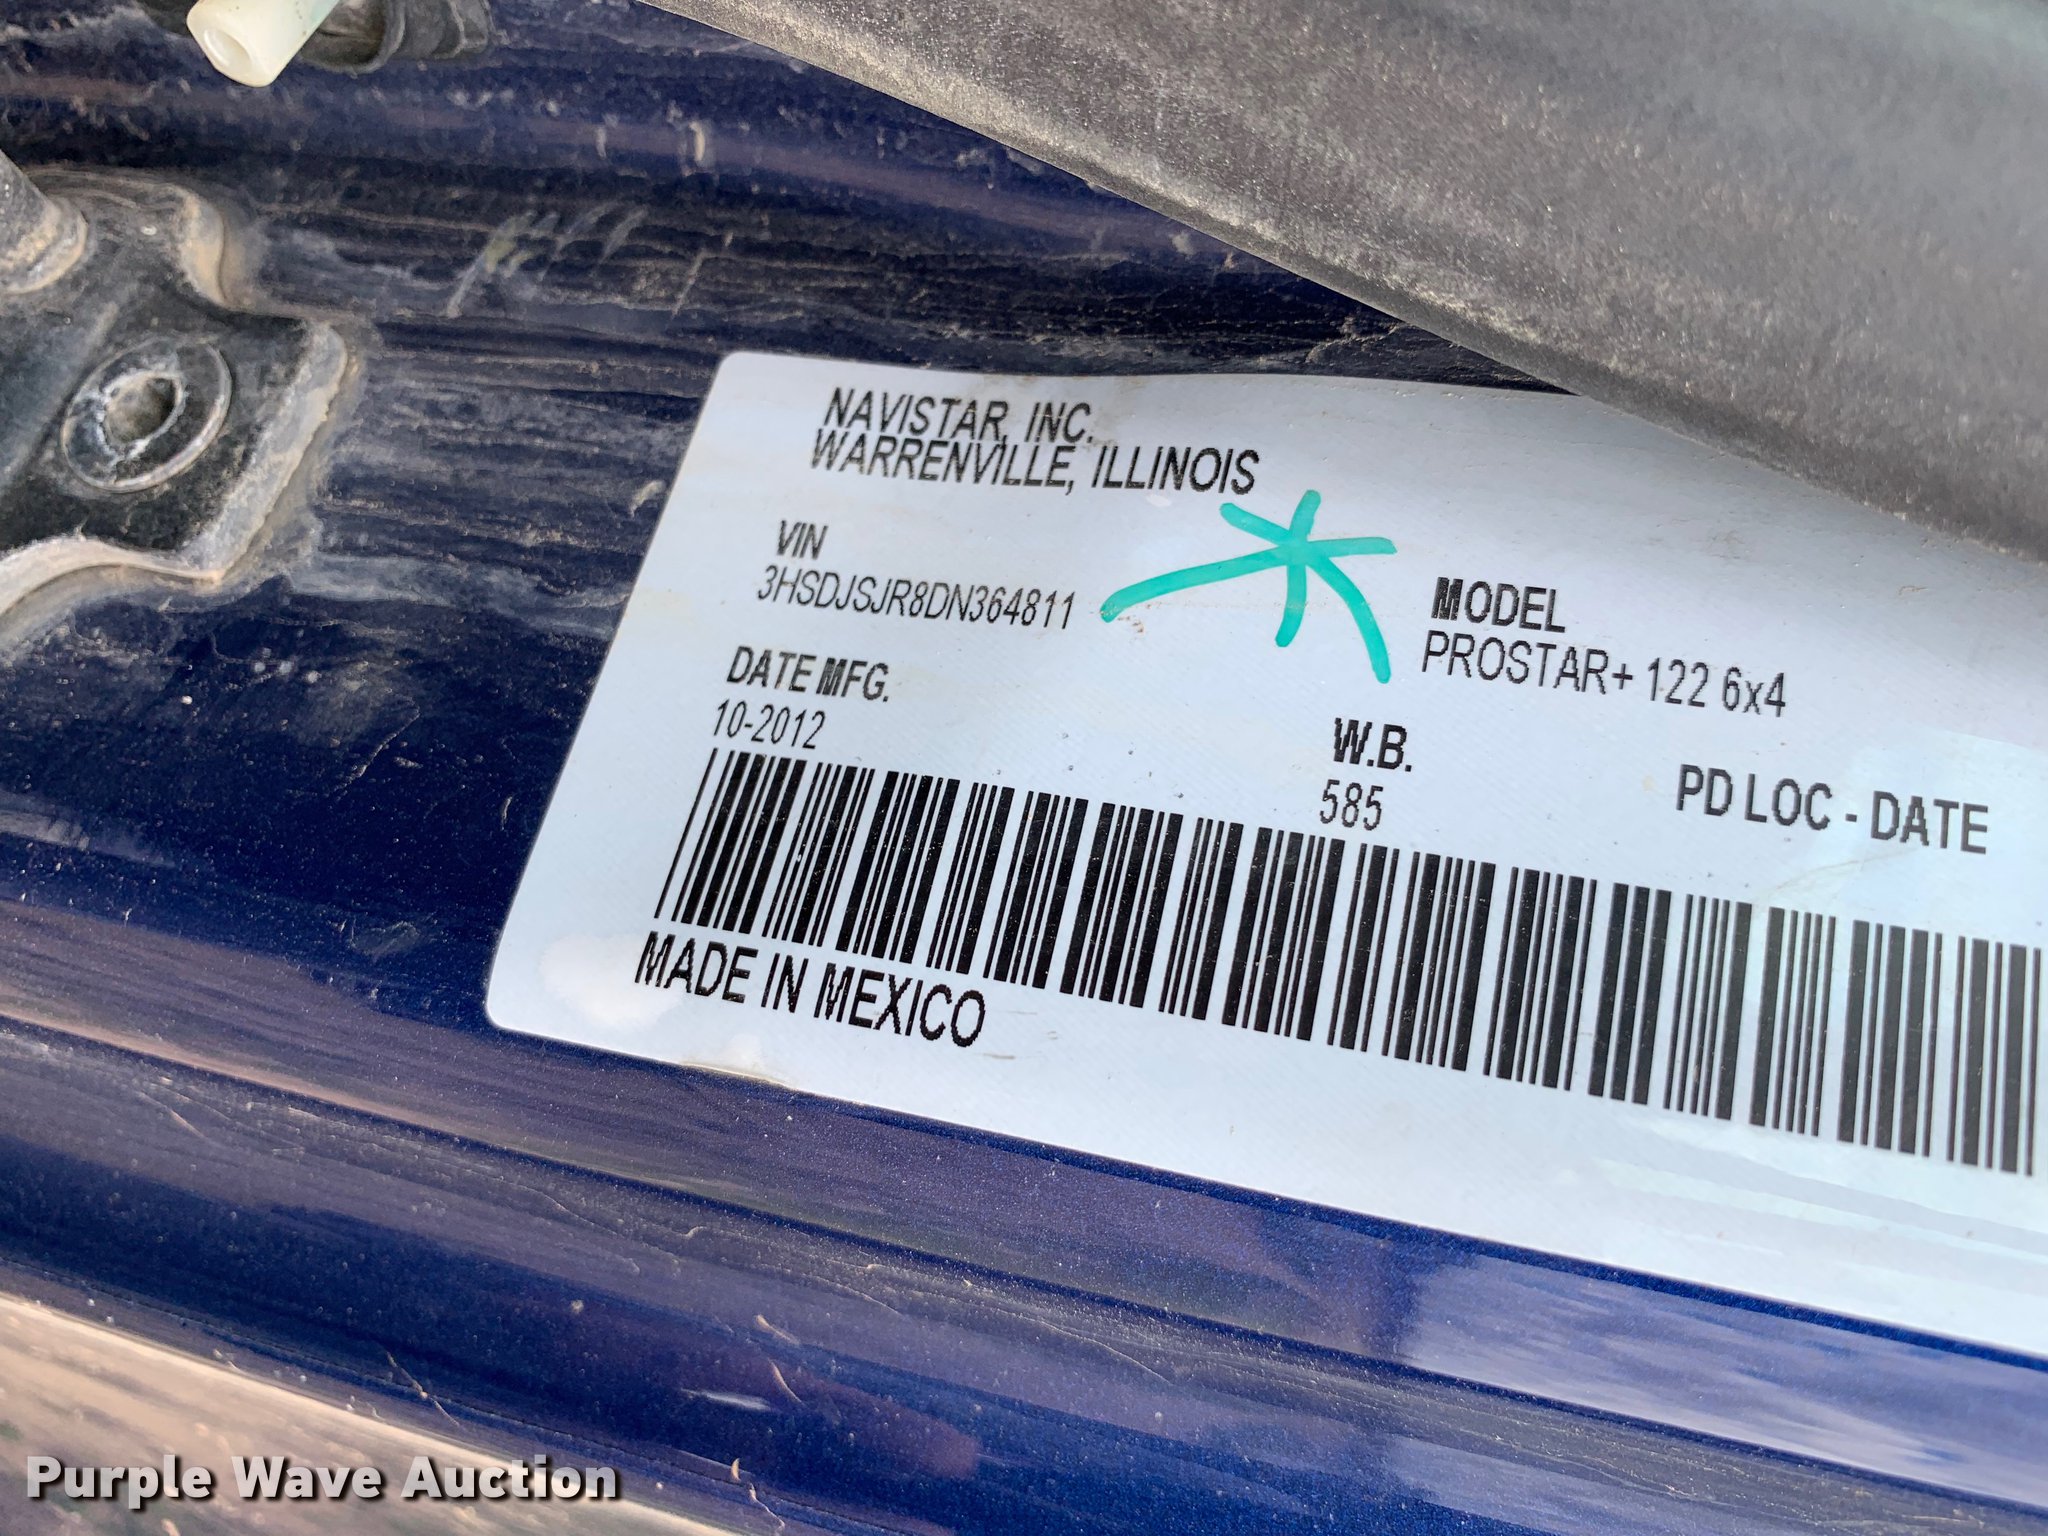 NAVISTAR, INC.
WARRENVILLE, ILLINOIS
VIN
3HSDJSJR8DN364811
MODEL
PROSTAR+ 122 6x4
DATE MFG.
10-2012
W.B.
585
PD LOC - DATE
MADE IN MEXICO
Purple Wave Auction